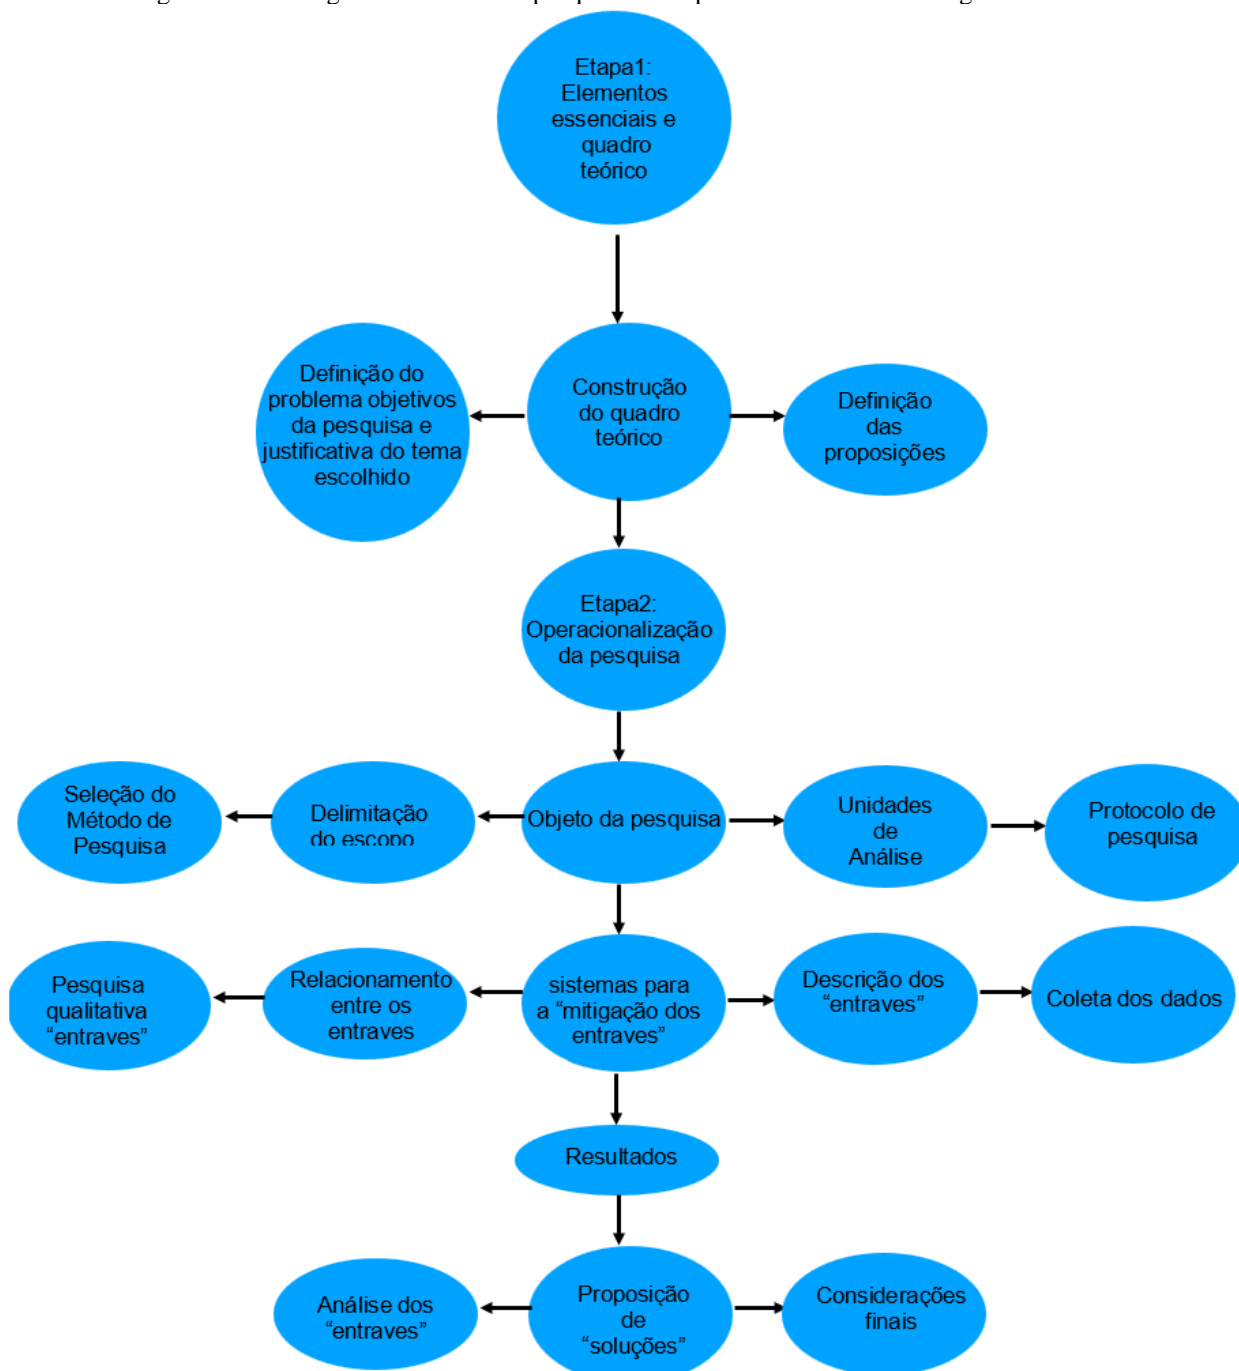 Etapa1:
Elementos
essenciais e
quadro
teórico
Definição do
problema objetivos
da pesquisa e
justificativa do tema
escolhido
Construção
do quadro
teórico
Definição
das
proposições
Etapa2:
Operacionalização
da pesquisa
Seleção do
Método de
Pesquisa
Delimitação
do escopo
Objeto da pesquisa
Unidades
de
Análise
Protocolo de
pesquisa
Pesquisa
qualitativa
“entraves”
Relacionamento
entre os
entraves
sistemas para
a “mitigação dos
entraves”
Descrição dos
“entraves”
Coleta dos dados
Resultados
Análise dos
“entraves”
Proposição
de
“soluções”
Considerações
finais